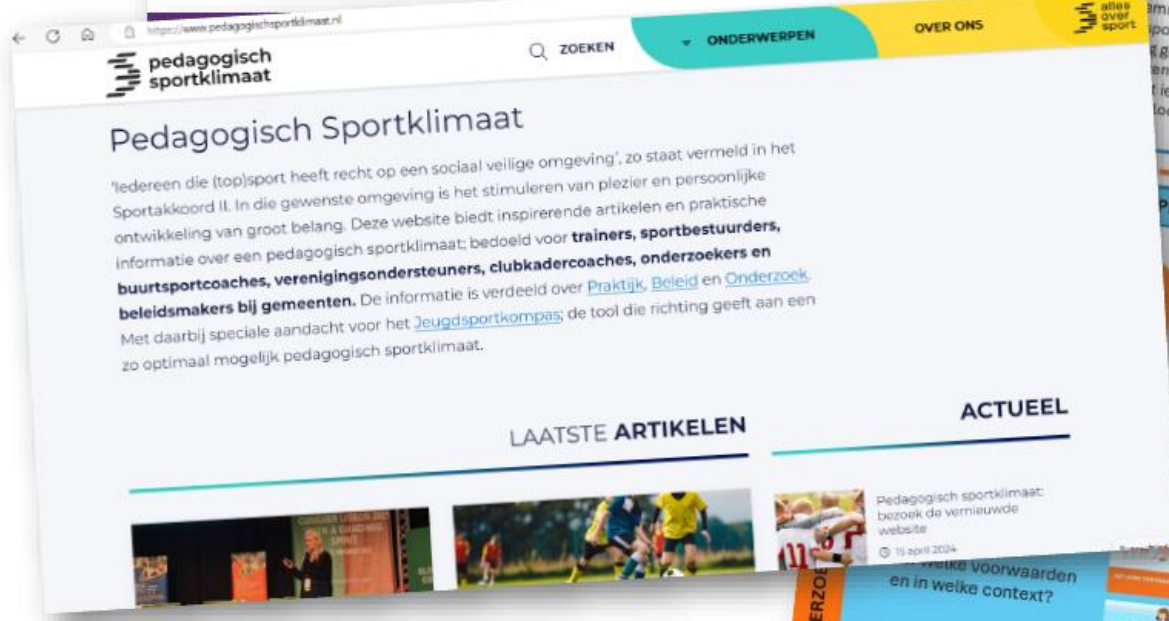 https://www.pedagogischsportklimaat.nl
pedagogisch
sportklimaat
ZOEKEN
ONDERWERPEN
OVER ONS
alles
over
sport
Pedagogisch Sportklimaat
'Iedereen die (top)sport heeft recht op een sociaal veilige omgeving', zo staat vermeld in het
Sportakkoord II. In die gewenste omgeving is het stimuleren van plezier en persoonlijke
ontwikkeling van groot belang. Deze website biedt inspirerende artikelen en praktische
informatie over een pedagogisch sportklimaat; bedoeld voor trainers, sportbestuurders,
buurtsportcoaches, verenigingsondersteuners, clubkadercoaches, onderzoekers en
beleidsmakers bij gemeenten. De informatie is verdeeld over Praktijk, Beleid en Onderzoek.
Met daarbij speciale aandacht voor het Jeugdsportkompas; de tool die richting geeft aan een
zo optimaal mogelijk pedagogisch sportklimaat.
LAATSTE ARTIKELEN
ACTUEEL
Pedagogisch sportklimaat:
bezoek de vernieuwde
website
15 april 2024
welke voorwaarden
en in welke context?